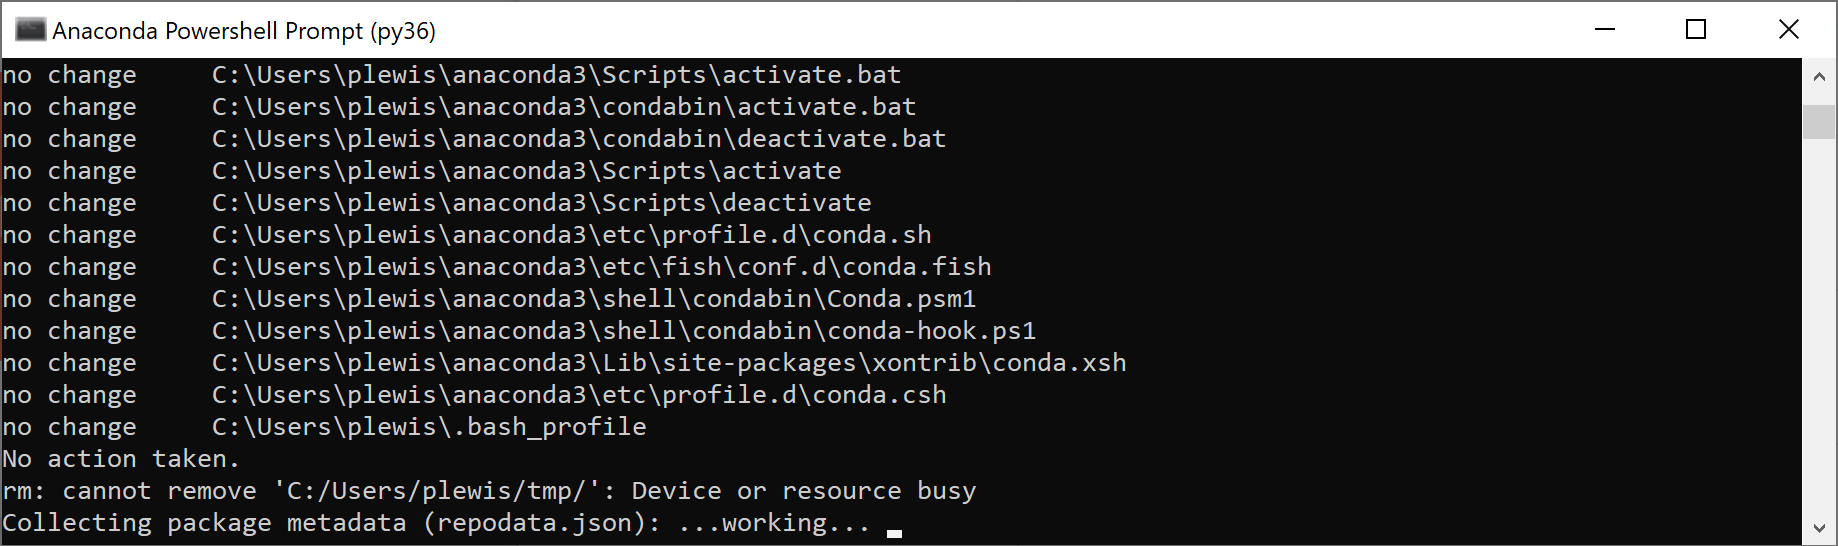 Anaconda Powershell Prompt (py36)
no change     C:\Users\plewis\anaconda3\Scripts\activate.bat
no change     C:\Users\plewis\anaconda3\condabin\activate.bat
no change     C:\Users\plewis\anaconda3\condabin\deactivate.bat
no change     C:\Users\plewis\anaconda3\Scripts\activate
no change     C:\Users\plewis\anaconda3\Scripts\deactivate
no change     C:\Users\plewis\anaconda3\etc\profile.d\conda.sh
no change     C:\Users\plewis\anaconda3\etc\fish\conf.d\conda.fish
no change     C:\Users\plewis\anaconda3\shell\condabin\Conda.psm1
no change     C:\Users\plewis\anaconda3\shell\condabin\conda-hook.ps1
no change     C:\Users\plewis\anaconda3\Lib\site-packages\xontrib\conda.xsh
no change     C:\Users\plewis\anaconda3\etc\profile.d\conda.csh
no change     C:\Users\plewis\.bash_profile
No action taken.
rm: cannot remove 'C:/Users/plewis/tmp/': Device or resource busy
Collecting package metadata (repodata.json): ...working...